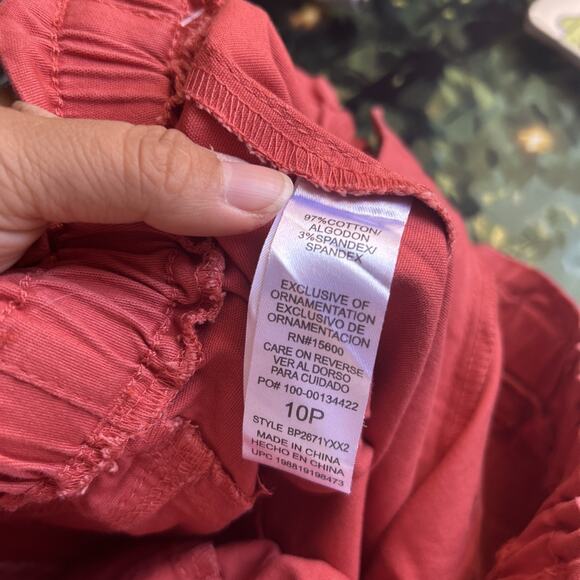 97%COTTON/
ALGODON
3%SPANDEX/
SPANDEX
EXCLUSIVE OF
ORNAMENTATION
EXCLUSIVO DE
ORNAMENTACION
RN#15600
CARE ON REVERSE
VER AL DORSO
PARA CUIDADO
PO# 100-00134422
10P
STYLE BP2671YXX2
MADE IN CHINA
HECHO EN CHINA
UPC 198819198473